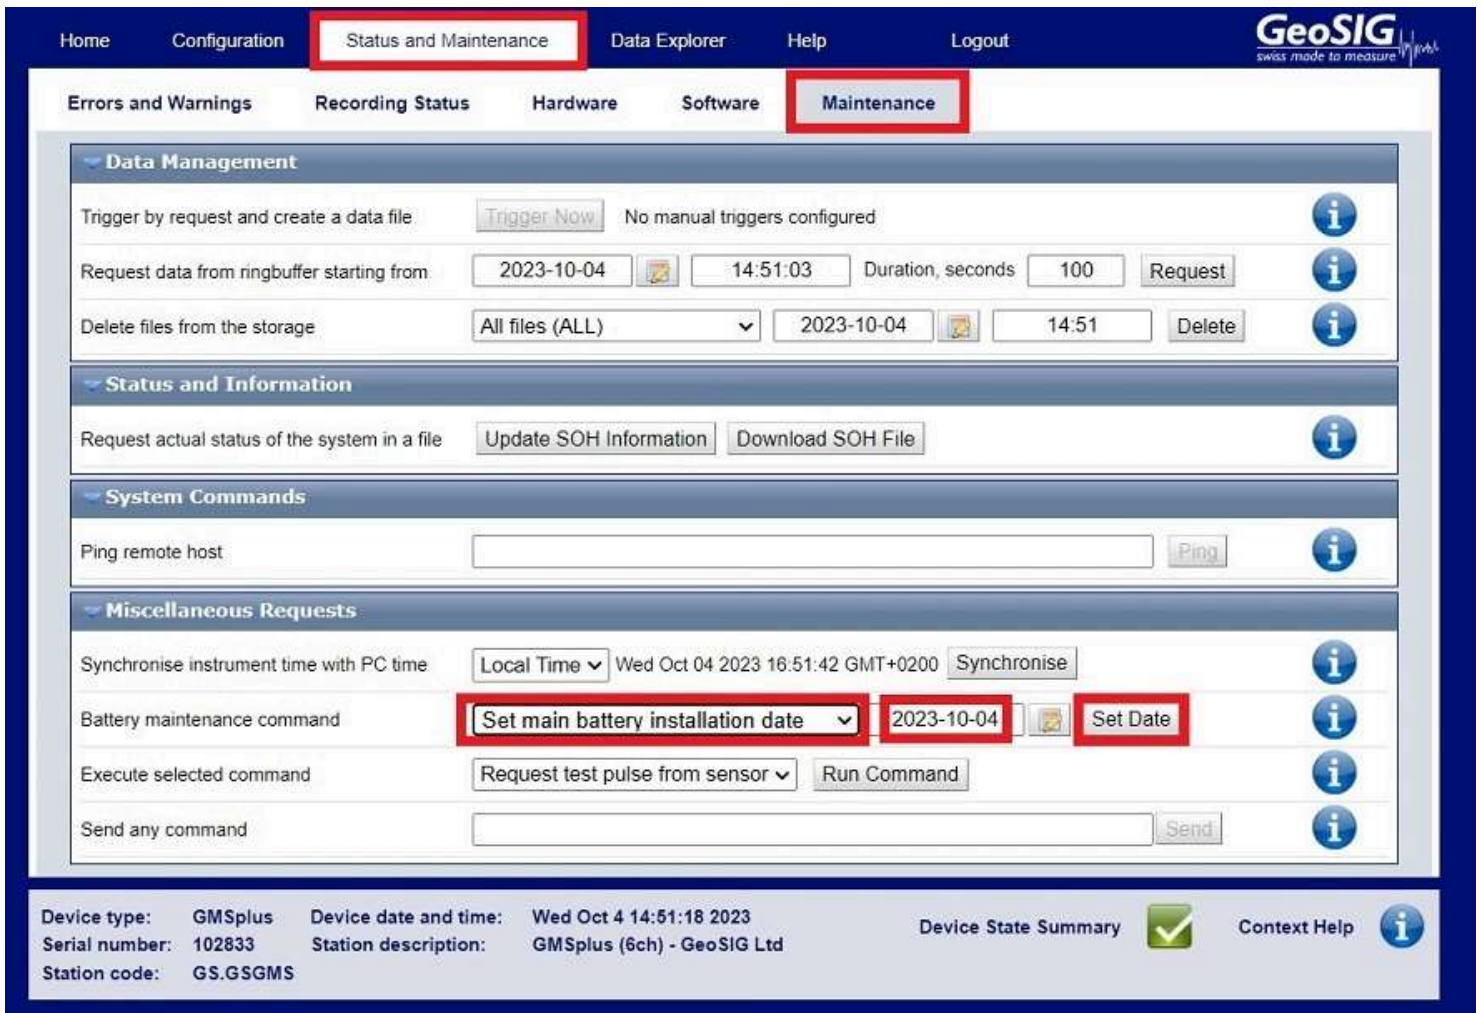 Home Configuration Status and Maintenance Data Explorer Help Logout GeoSIG
swiss made to measure
Errors and Warnings Recording Status Hardware Software Maintenance
Data Management
Trigger by request and create a data file Trigger Now No manual triggers configured
Request data from ringbuffer starting from 2023-10-04 14:51:03 Duration, seconds 100 Request
Delete files from the storage All files (ALL) 2023-10-04 14:51 Delete
Status and Information
Request actual status of the system in a file Update SOH Information Download SOH File
System Commands
Ping remote host Ping
Miscellaneous Requests
Synchronise instrument time with PC time Local Time Wed Oct 04 2023 16:51:42 GMT+0200 Synchronise
Battery maintenance command Set main battery installation date 2023-10-04 Set Date
Execute selected command Request test pulse from sensor Run Command
Send any command Send
Device type: GMSplus Device date and time: Wed Oct 4 14:51:18 2023 Device State Summary Context Help
Serial number: 102833 Station description: GMSplus (6ch) - GeoSIG Ltd
Station code: GS.GSGMS